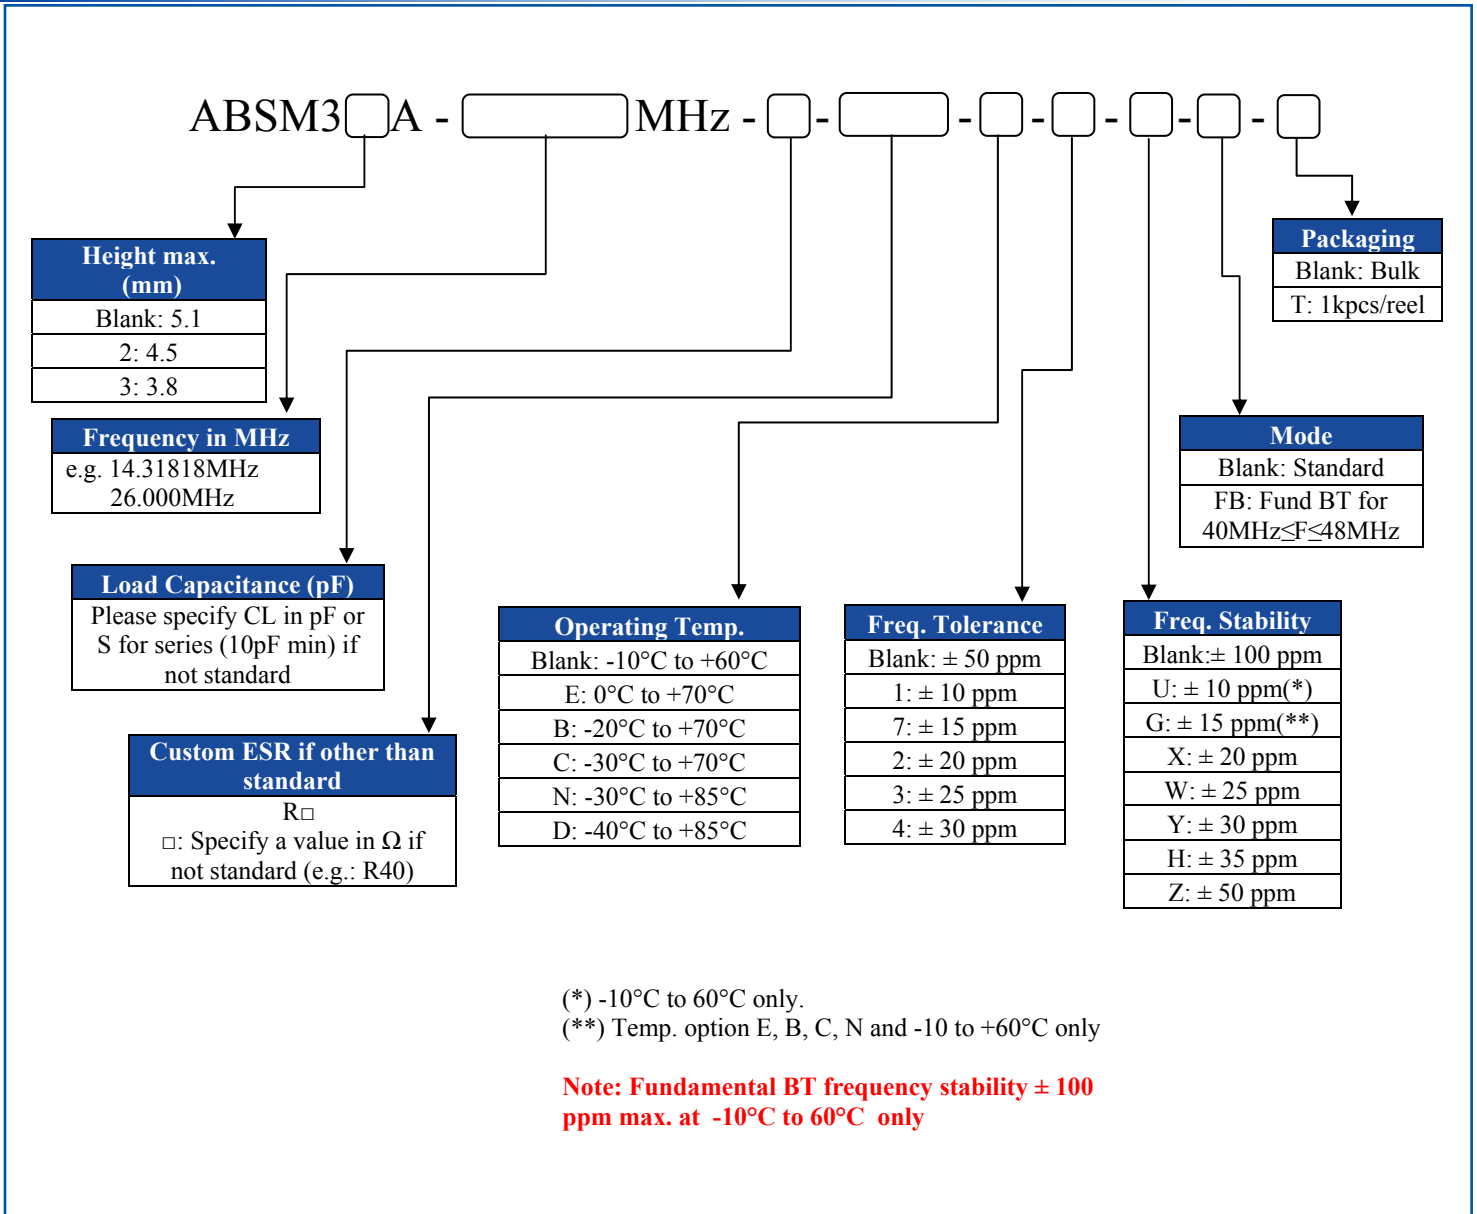 ABSM3□A - MHz - - - - - - -
Height max.
(mm)
Blank: 5.1
2: 4.5
3: 3.8
Frequency in MHz
e.g. 14.31818MHz
26.000MHz
Load Capacitance (pF)
Please specify CL in pF or
S for series (10pF min) if
not standard
Custom ESR if other than
standard
R□
□: Specify a value in Ω if
not standard (e.g.: R40)
Operating Temp.
Blank: -10°C to +60°C
E: 0°C to +70°C
B: -20°C to +70°C
C: -30°C to +70°C
N: -30°C to +85°C
D: -40°C to +85°C
Freq. Tolerance
Blank: ± 50 ppm
1: ± 10 ppm
7: ± 15 ppm
2: ± 20 ppm
3: ± 25 ppm
4: ± 30 ppm
Freq. Stability
Blank:± 100 ppm
U: ± 10 ppm(*)
G: ± 15 ppm(**)
X: ± 20 ppm
W: ± 25 ppm
Y: ± 30 ppm
H: ± 35 ppm
Z: ± 50 ppm
Mode
Blank: Standard
FB: Fund BT for
40MHz≤F≤48MHz
Packaging
Blank: Bulk
T: 1kpcs/reel
(*) -10°C to 60°C only.
(**) Temp. option E, B, C, N and -10 to +60°C only
Note: Fundamental BT frequency stability ± 100
ppm max. at -10°C to 60°C only